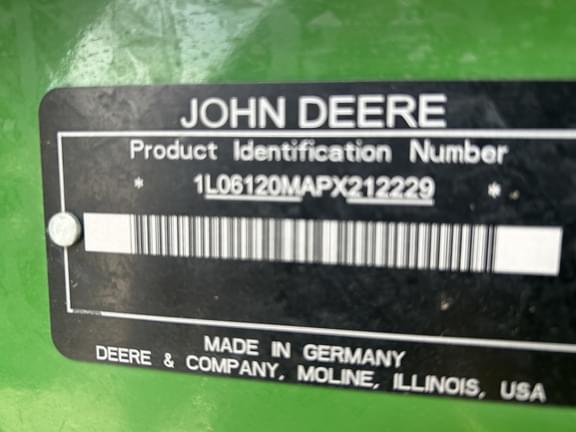 JOHN DEERE
Product Identification Number
* 1L06120MAPX212229 *
MADE IN GERMANY
DEERE & COMPANY, MOLINE, ILLINOIS, USA